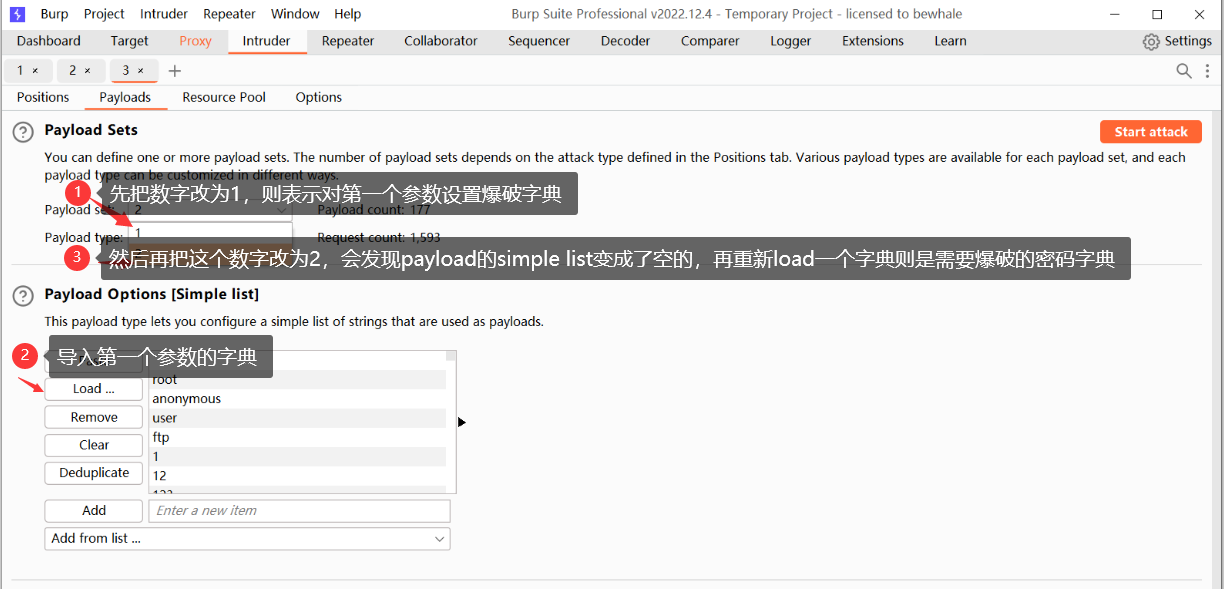 Burp Project Intruder Repeater Window Help Burp Suite Professional v2022.12.4 - Temporary Project - licensed to bewhale
Dashboard Target Proxy Intruder Repeater Collaborator Sequencer Decoder Comparer Logger Extensions Learn Settings
1 × 2 × 3 × +
Positions Payloads Resource Pool Options
? Payload Sets Start attack
You can define one or more payload sets. The number of payload sets depends on the attack type defined in the Positions tab. Various payload types are available for each payload set, and each
payload type can be customized in different ways.
1 先把数字改为1，则表示对第一个参数设置爆破字典
Payload set: 2 Payload count: 177
Payload type: 1 Request count: 1,593
3 然后再把这个数字改为2，会发现payload的simple list变成了空的，再重新load一个字典则是需要爆破的密码字典
? Payload Options [Simple list]
This payload type lets you configure a simple list of strings that are used as payloads.
2 导入第一个参数的字典
root
Load ...
anonymous
Remove user
ftp
Clear
1
Deduplicate 12
123
Add Enter a new item
Add from list ...